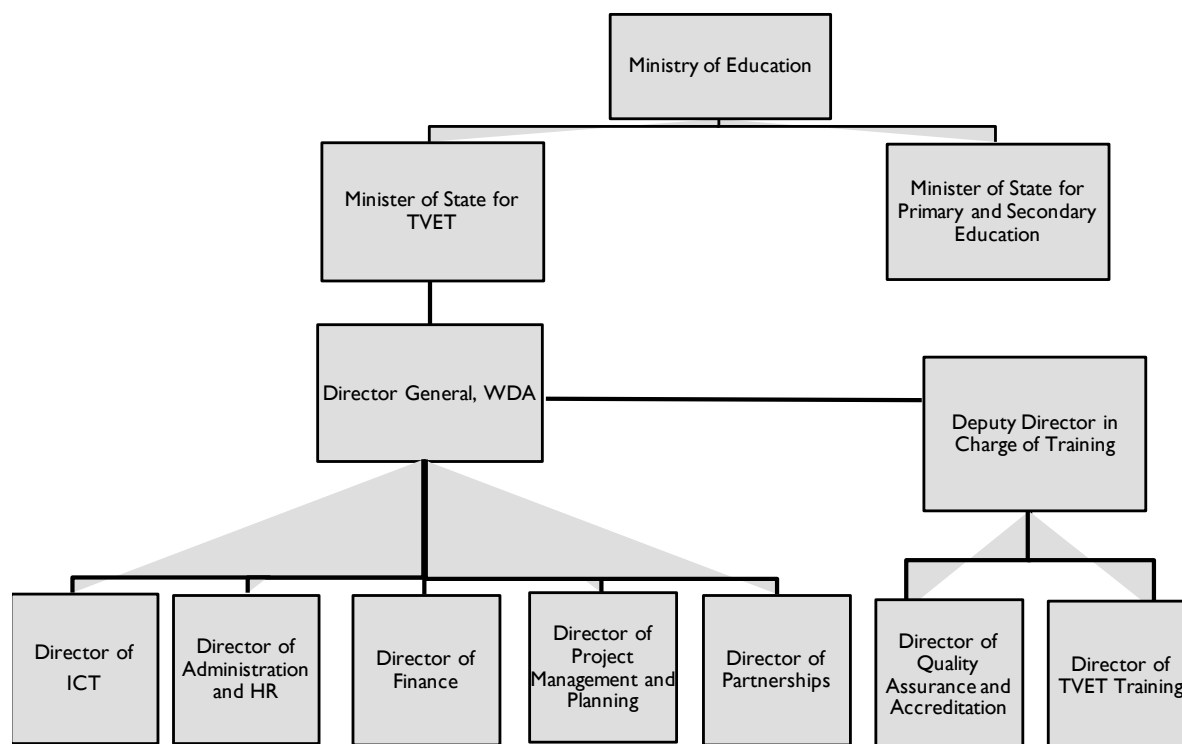 Ministry of Education
Minister of State for
TVET
Minister of State for
Primary and Secondary
Education
Director General, WDA
Deputy Director in
Charge of Training
Director of
ICT
Director of
Administration
and HR
Director of
Finance
Director of
Project
Management and
Planning
Director of
Partnerships
Director of
Quality
Assurance and
Accreditation
Director of
TVET Training